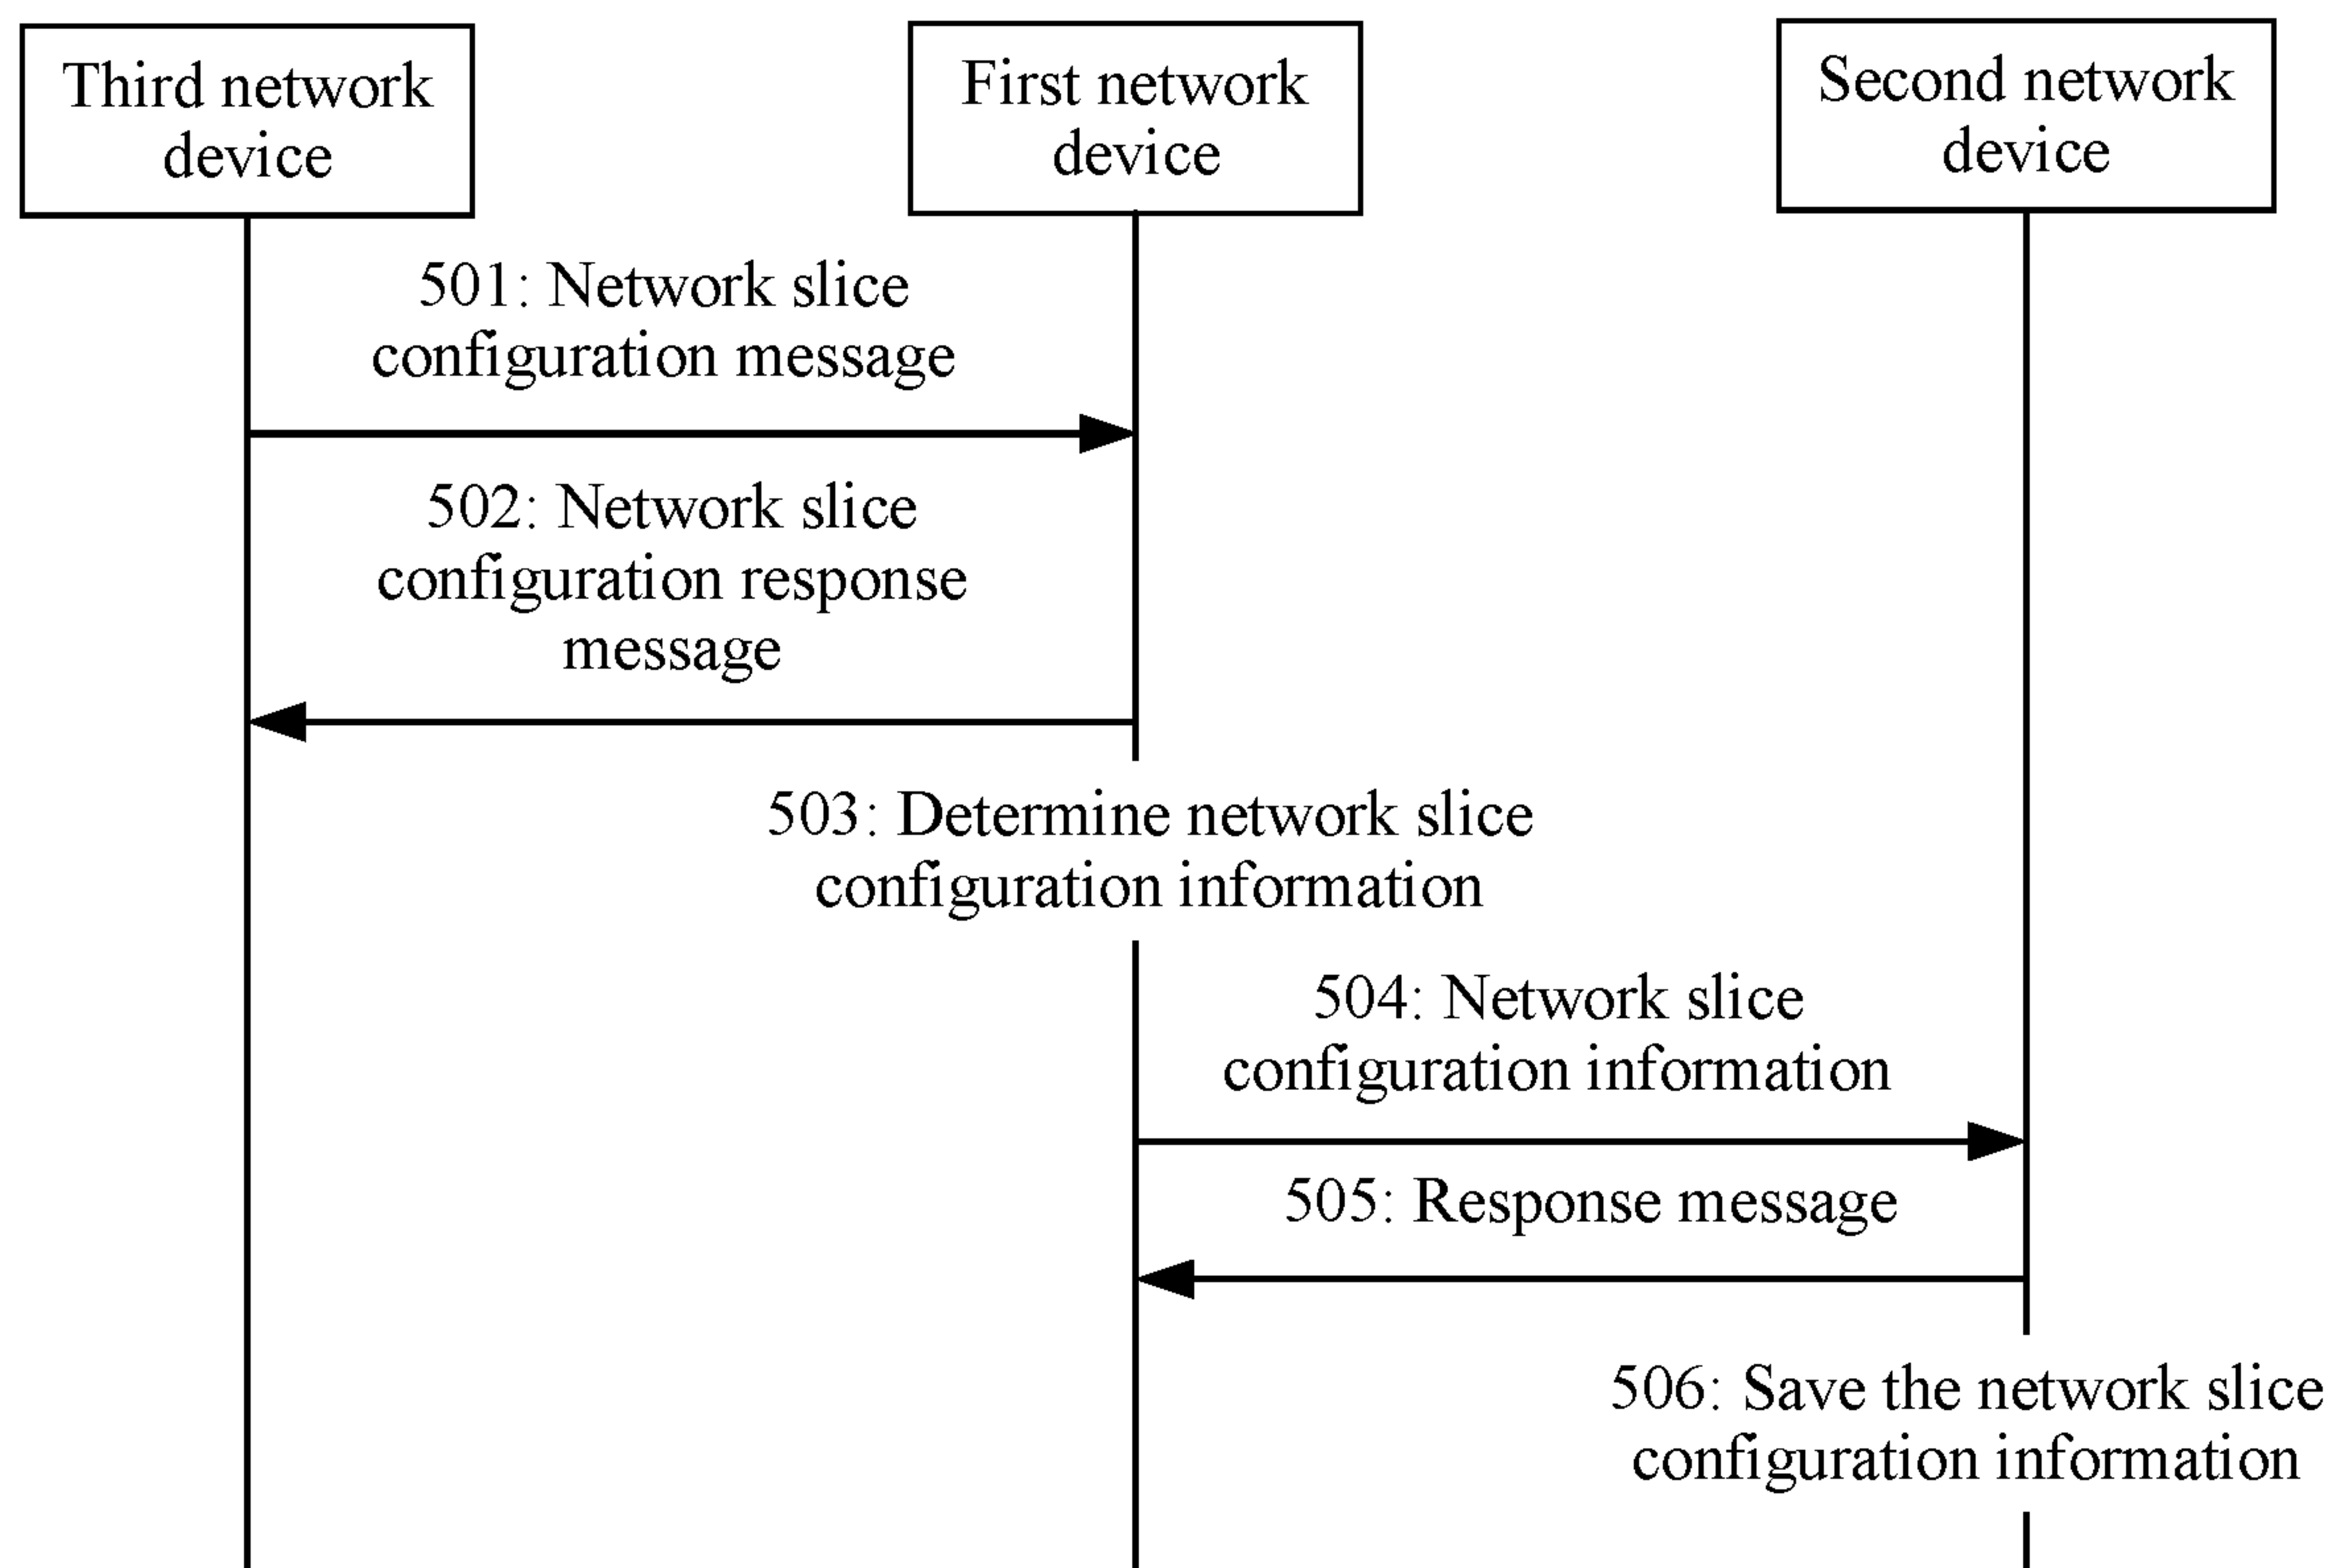 Third network
device
First network
device
Second network
device
501: Network slice
configuration message
502: Network slice
configuration response
message
503: Determine network slice
configuration information
504: Network slice
configuration information
505: Response message
506: Save the network slice
configuration information